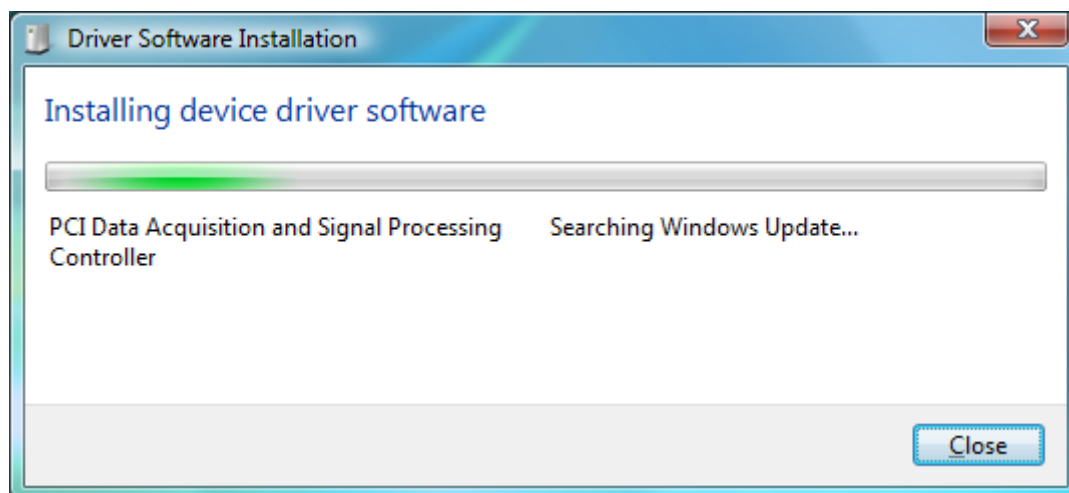 Driver Software Installation
Installing device driver software
PCI Data Acquisition and Signal Processing
Controller
Searching Windows Update...
Close